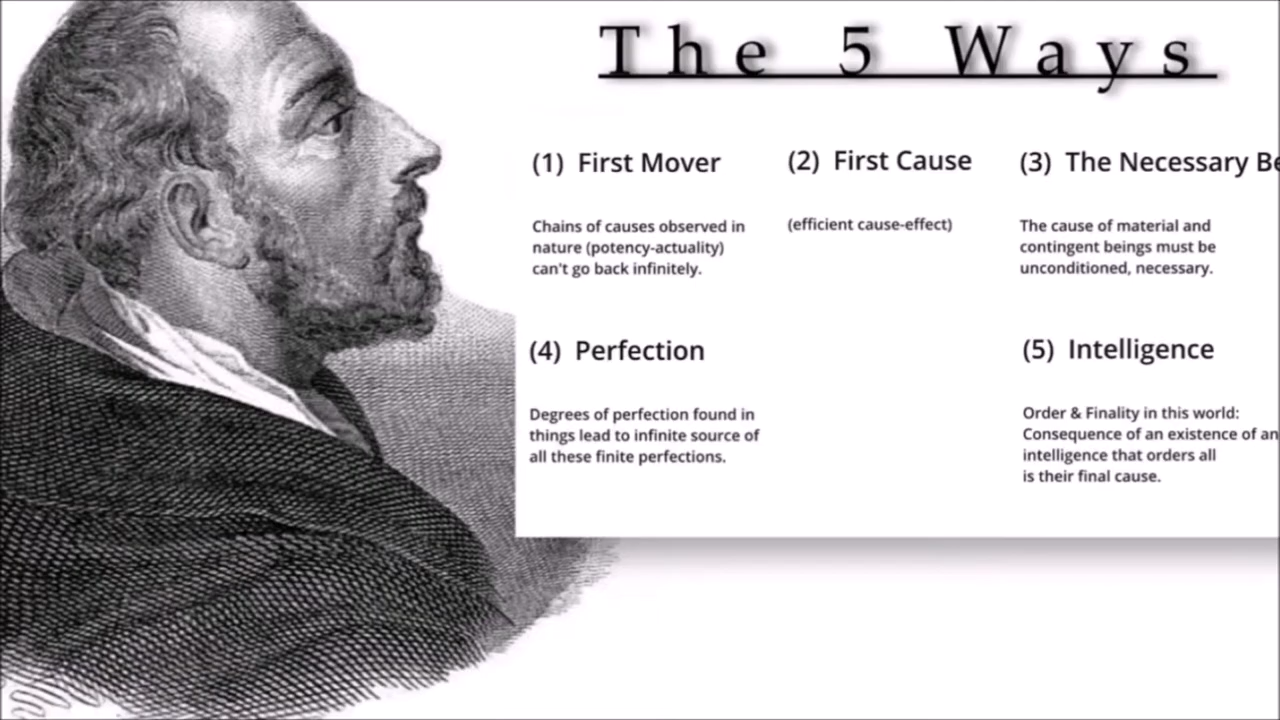 The 5 Ways
(1) First Mover
Chains of causes observed in
nature (potency-actuality)
can't go back infinitely.
(2) First Cause
(efficient cause-effect)
(3) The Necessary Be
The cause of material and
contingent beings must be
unconditioned, necessary.
(4) Perfection
Degrees of perfection found in
things lead to infinite source of
all these finite perfections.
(5) Intelligence
Order & Finality in this world:
Consequence of an existence of an
intelligence that orders all
is their final cause.